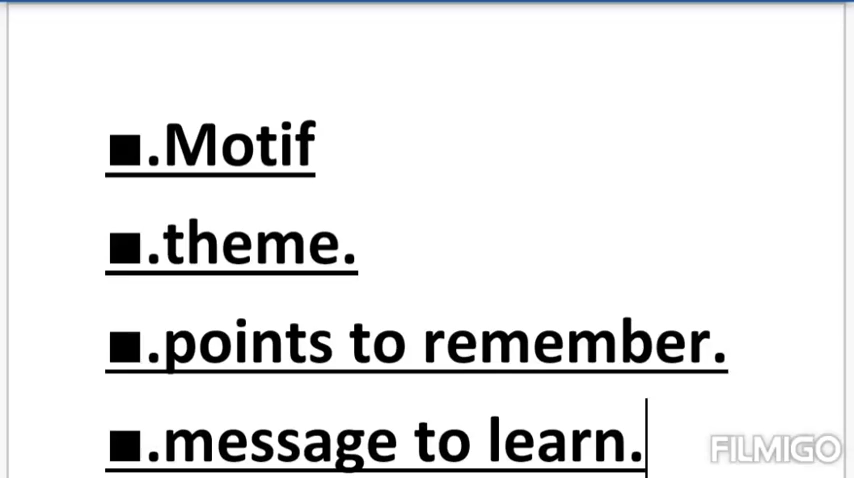 ■.Motif
■.theme.
■.points to remember.
■.message to learn.
FILMIGO